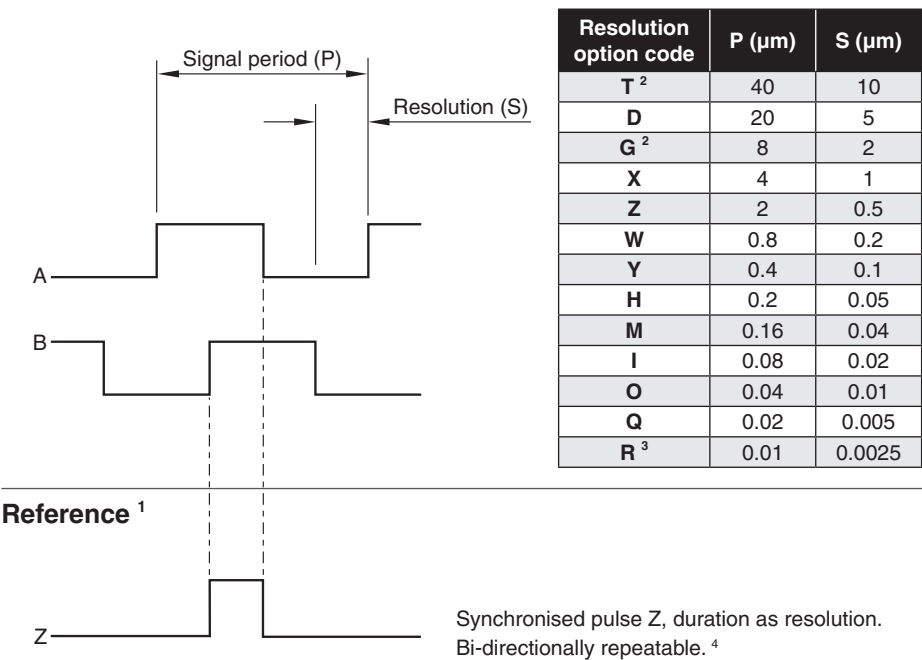 Signal period (P)
Resolution (S)
A
B
Resolution option code P (µm) S (µm)
T ² 40 10
D 20 5
G ² 8 2
X 4 1
Z 2 0.5
W 0.8 0.2
Y 0.4 0.1
H 0.2 0.05
M 0.16 0.04
I 0.08 0.02
O 0.04 0.01
Q 0.02 0.005
R ³ 0.01 0.0025
Reference ¹
Z
Synchronised pulse Z, duration as resolution.
Bi-directionally repeatable. ⁴